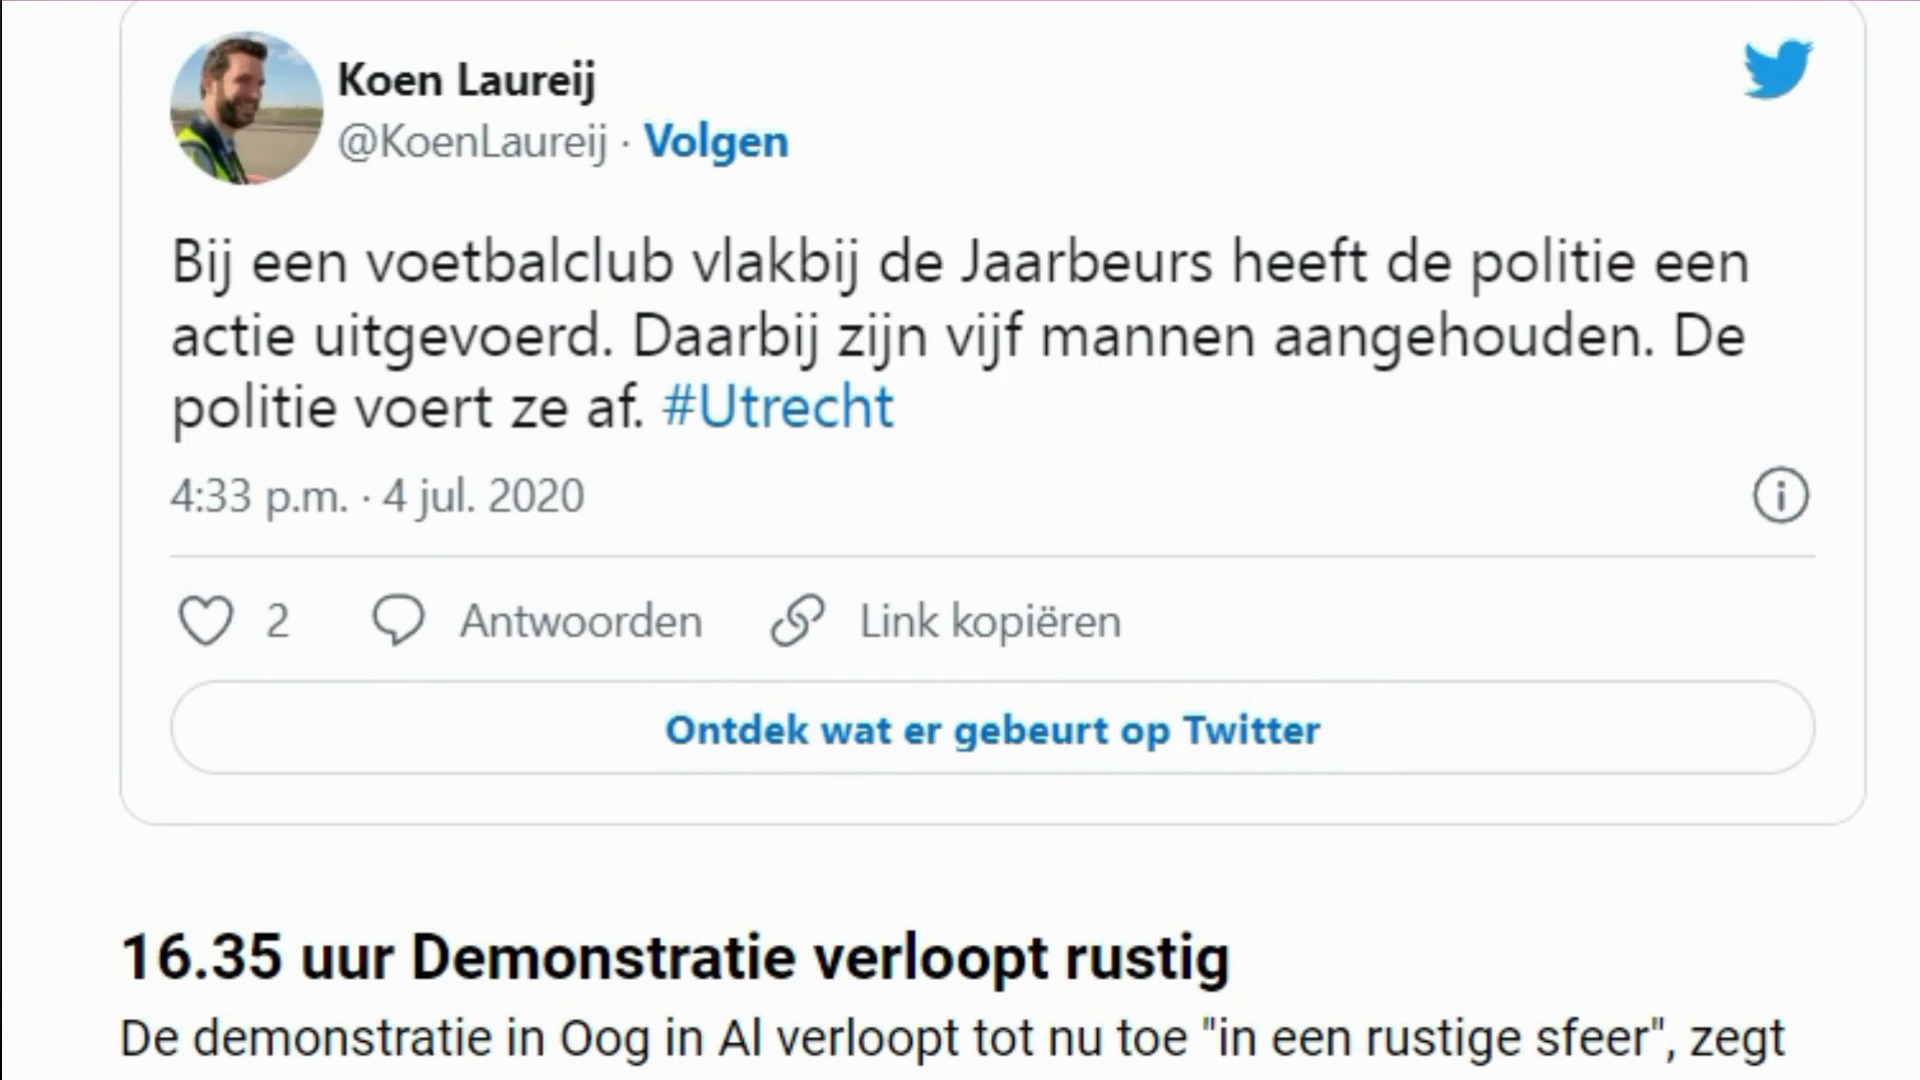 Koen Laureij
@KoenLaureij · Volgen
Bij een voetbalclub vlakbij de Jaarbeurs heeft de politie een
actie uitgevoerd. Daarbij zijn vijf mannen aangehouden. De
politie voert ze af. #Utrecht
4:33 p.m. · 4 jul. 2020
2 Antwoorden Link kopiëren
Ontdek wat er gebeurt op Twitter
16.35 uur Demonstratie verloopt rustig
De demonstratie in Oog in Al verloopt tot nu toe "in een rustige sfeer", zegt